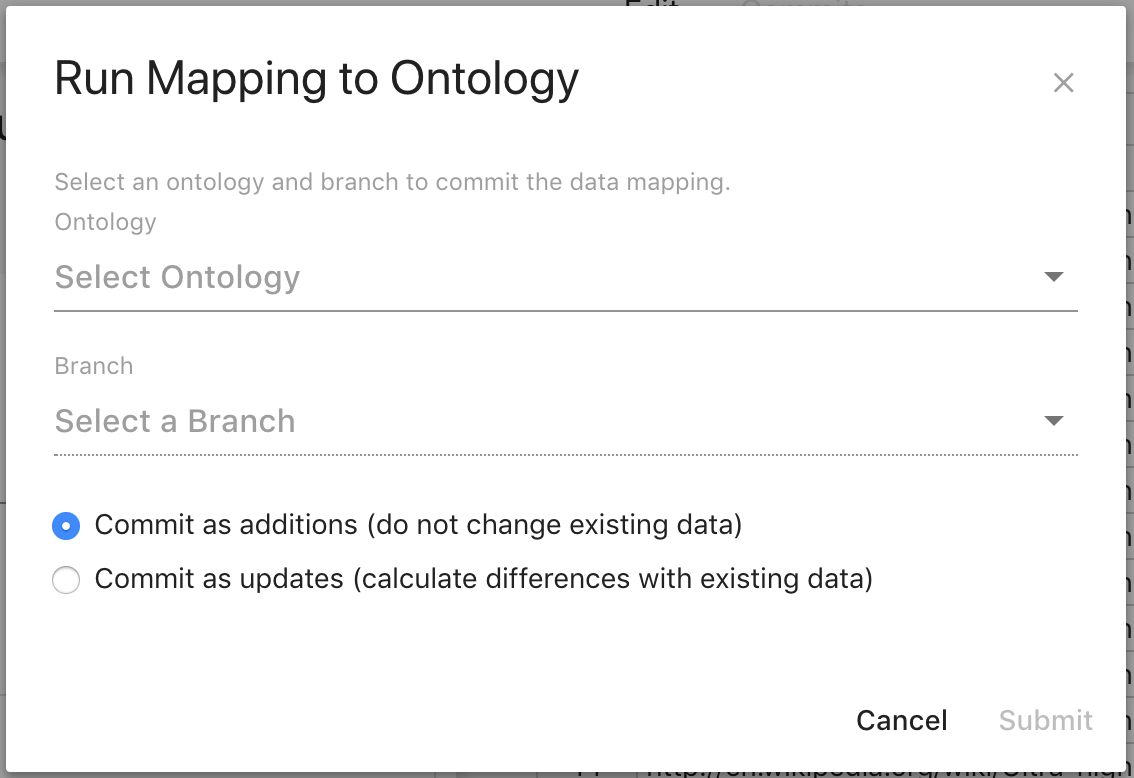 Run Mapping to Ontology
Select an ontology and branch to commit the data mapping.
Ontology
Select Ontology
Branch
Select a Branch
Commit as additions (do not change existing data)
Commit as updates (calculate differences with existing data)
Cancel Submit